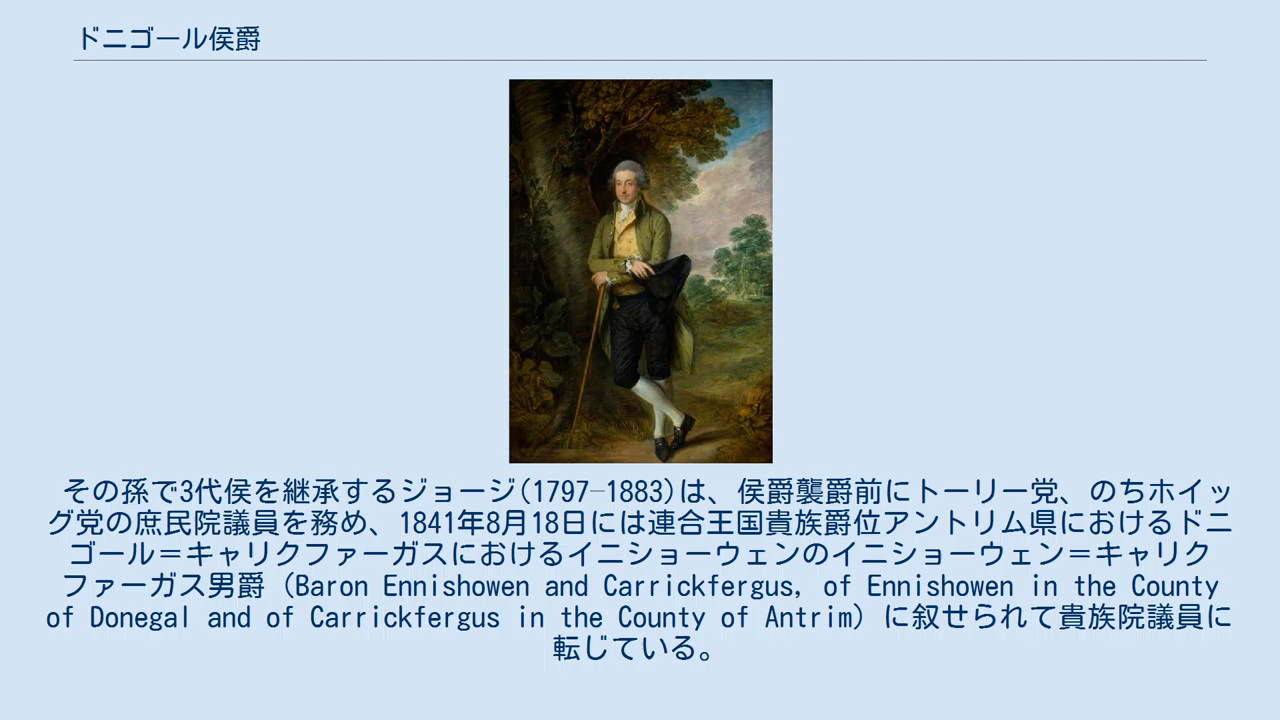 ドニゴール侯爵
その孫で3代侯を継承するジョージ(1797–1883)は、侯爵襲爵前にトーリー党、のちホイッ
グ党の庶民院議員を務め、1841年8月18日には連合王国貴族爵位アントリム県におけるドニ
ゴール＝キャリクファーガスにおけるイニショーウェンのイニショーウェン＝キャリク
ファーガス男爵（Baron Ennishowen and Carrickfergus, of Ennishowen in the County
of Donegal and of Carrickfergus in the County of Antrim）に叙せられて貴族院議員に
転じている。